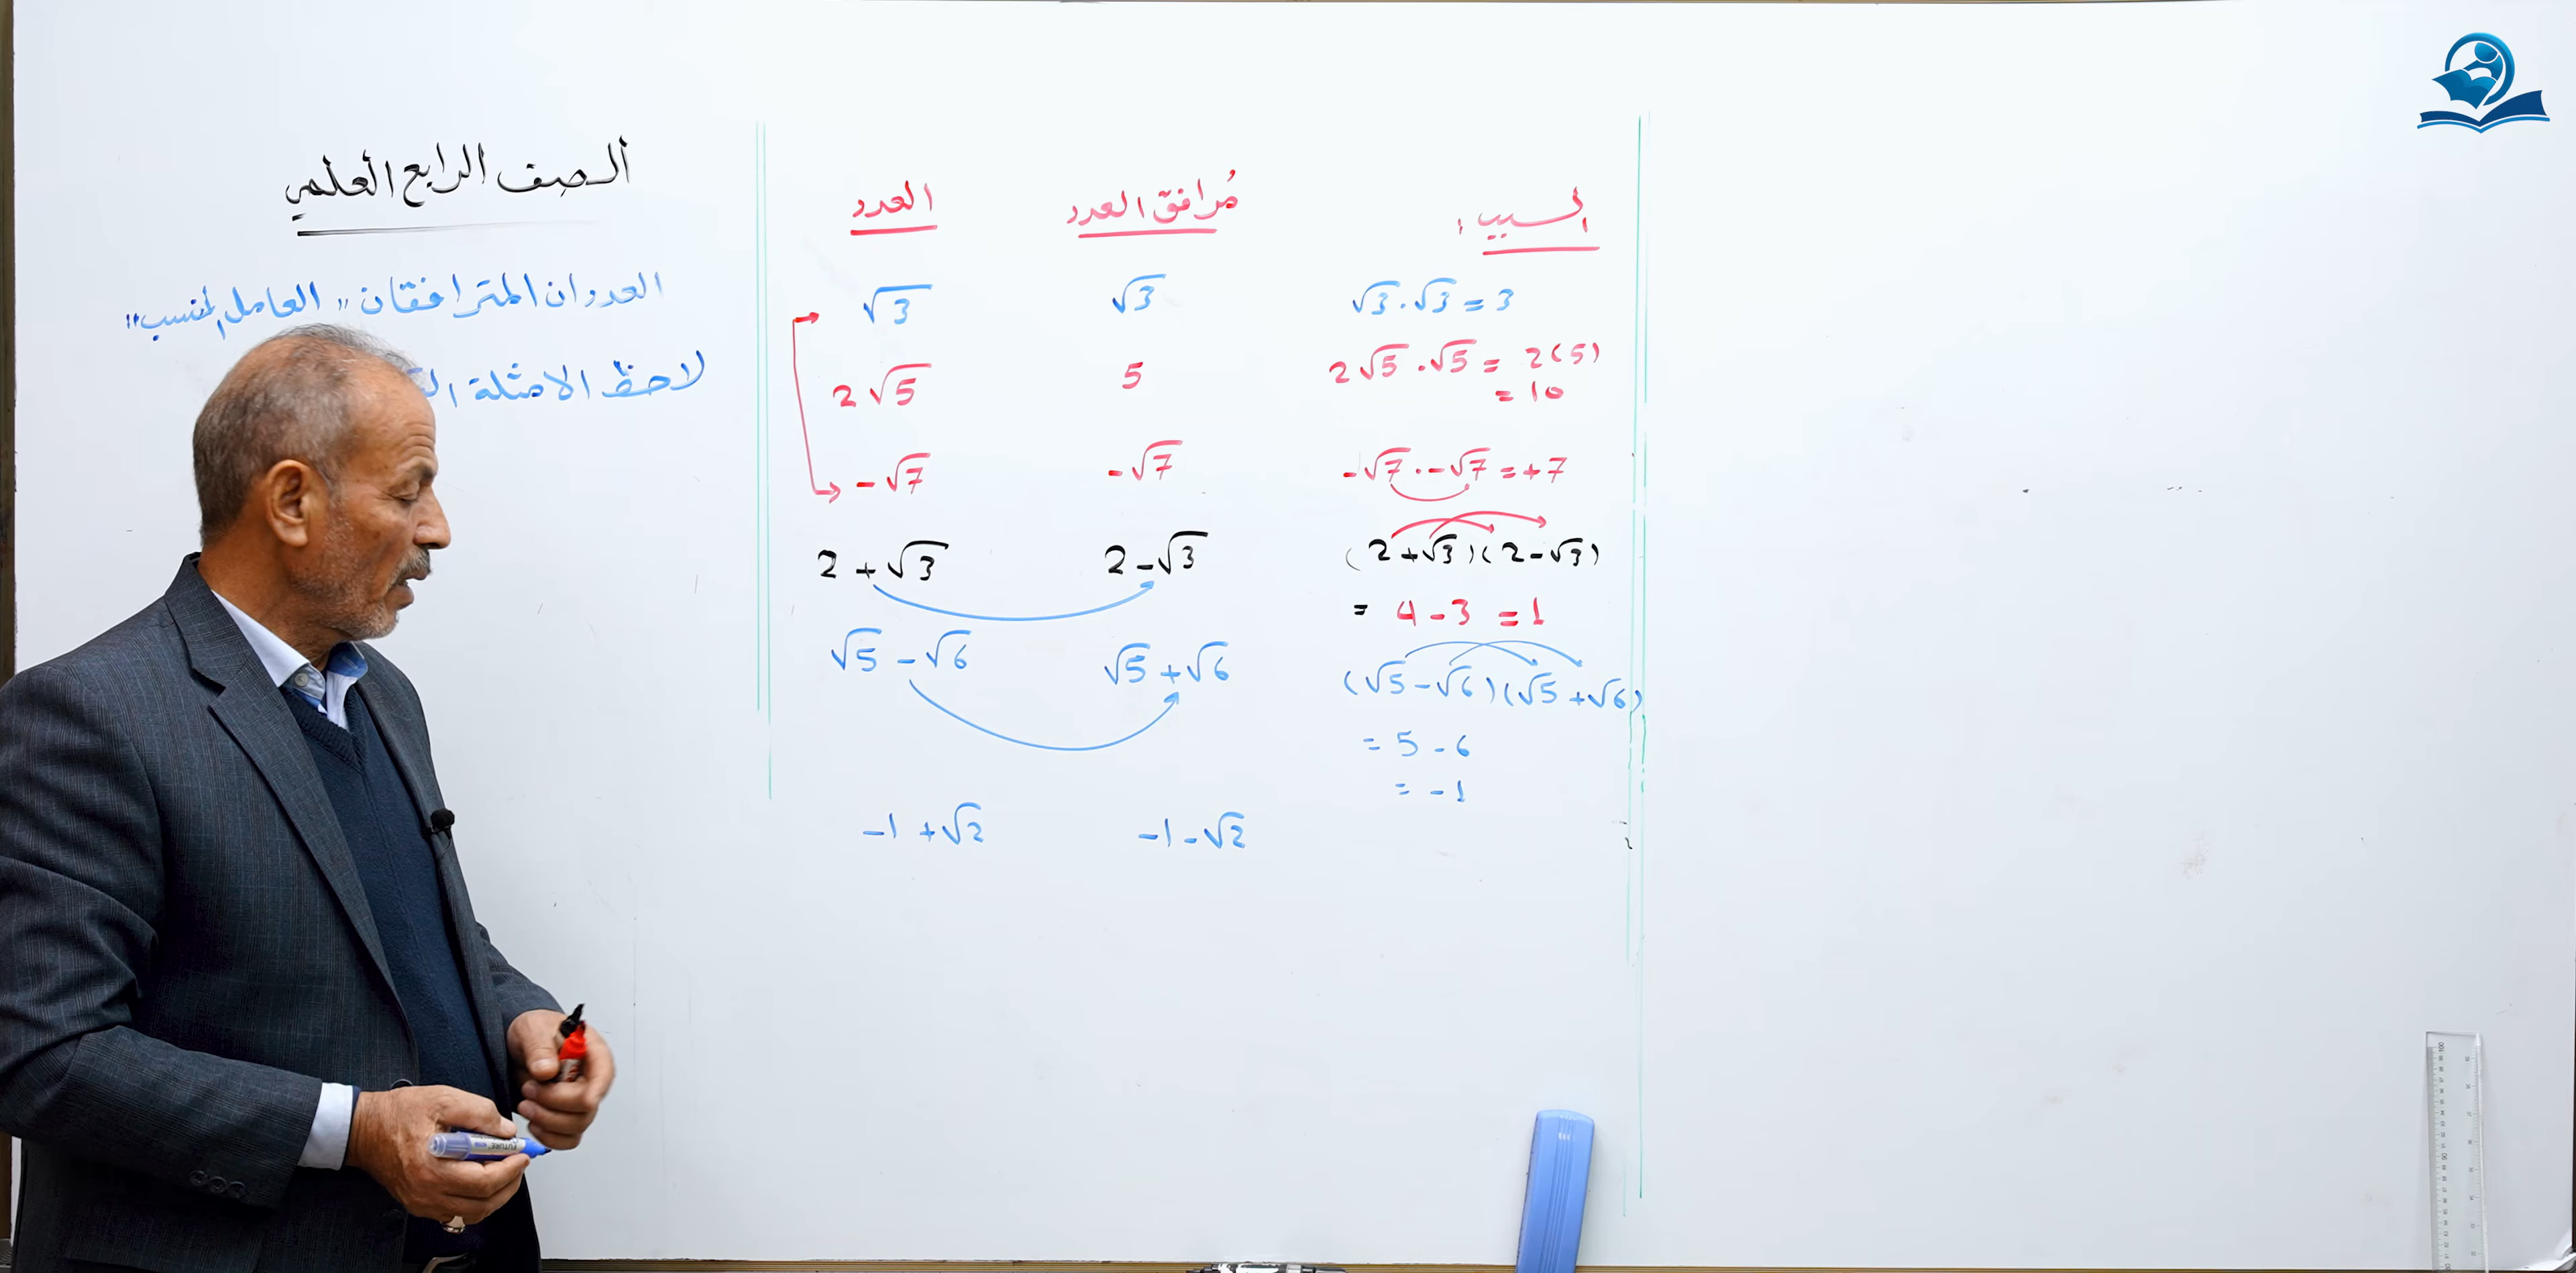 الصف الرابع العلمي
العددان المترافقان "العامل المنسب"
لاحظ الامثلة
العدد مُرافق العدد السبب:
√3 √3 √3 . √3 = 3
2√5 5 2√5 . √5 = 2(5)
= 10
-√7 -√7 -√7 . -√7 = +7
2 + √3 2 - √3 (2 + √3)(2 - √3)
= 4 - 3 = 1
√5 - √6 √5 + √6 (√5 - √6)(√5 + √6)
= 5 - 6
= -1
-1 + √2 -1 - √2
FUTURE